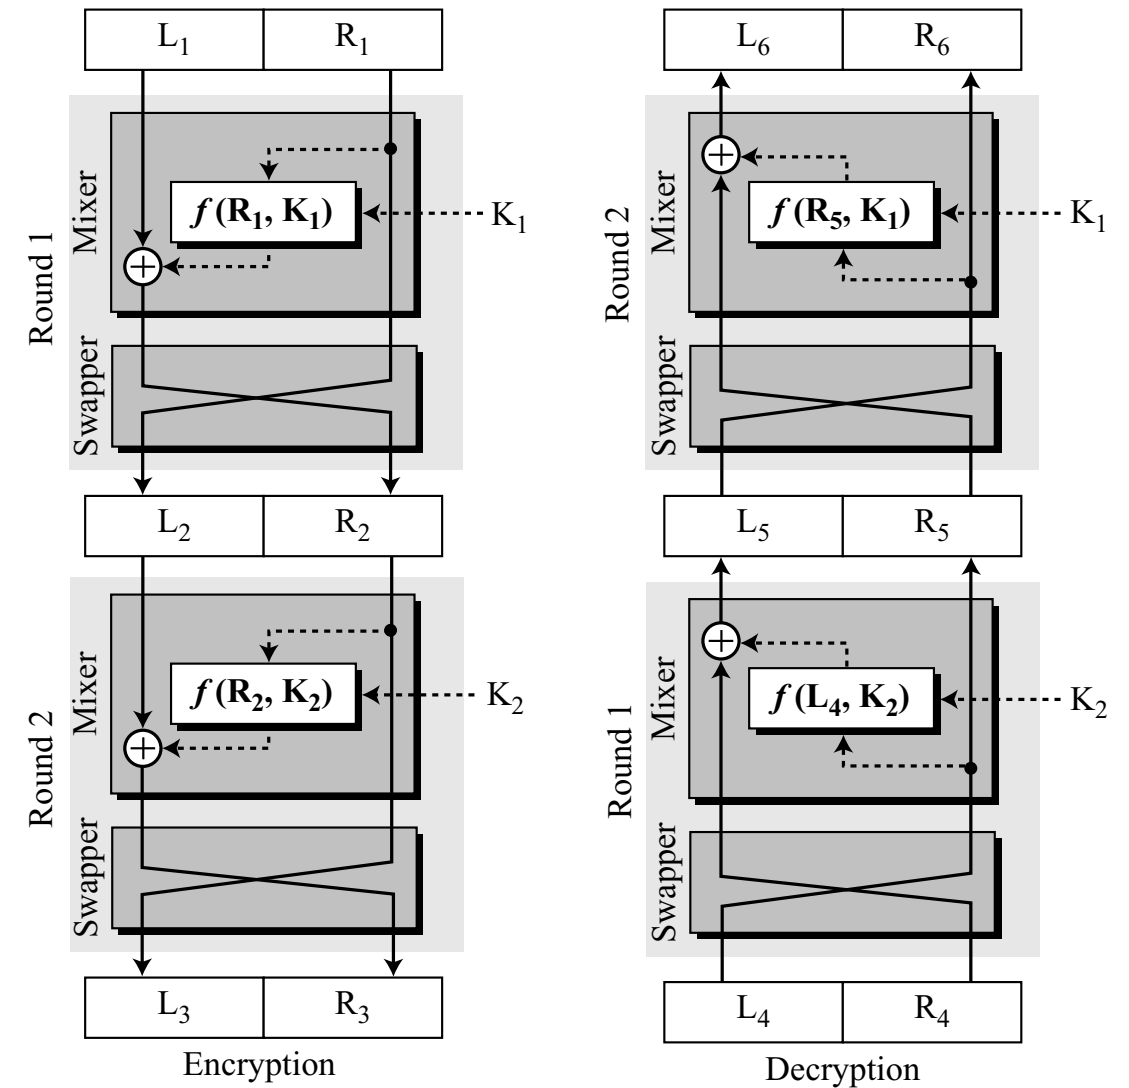 L1 R1
Round 1
Mixer
f (R1, K1)
K1
Swapper
L2 R2
Round 2
Mixer
f (R2, K2)
K2
Swapper
L3 R3
Encryption
L6 R6
Round 2
Mixer
f (R5, K1)
K1
Swapper
L5 R5
Round 1
Mixer
f (L4, K2)
K2
Swapper
L4 R4
Decryption